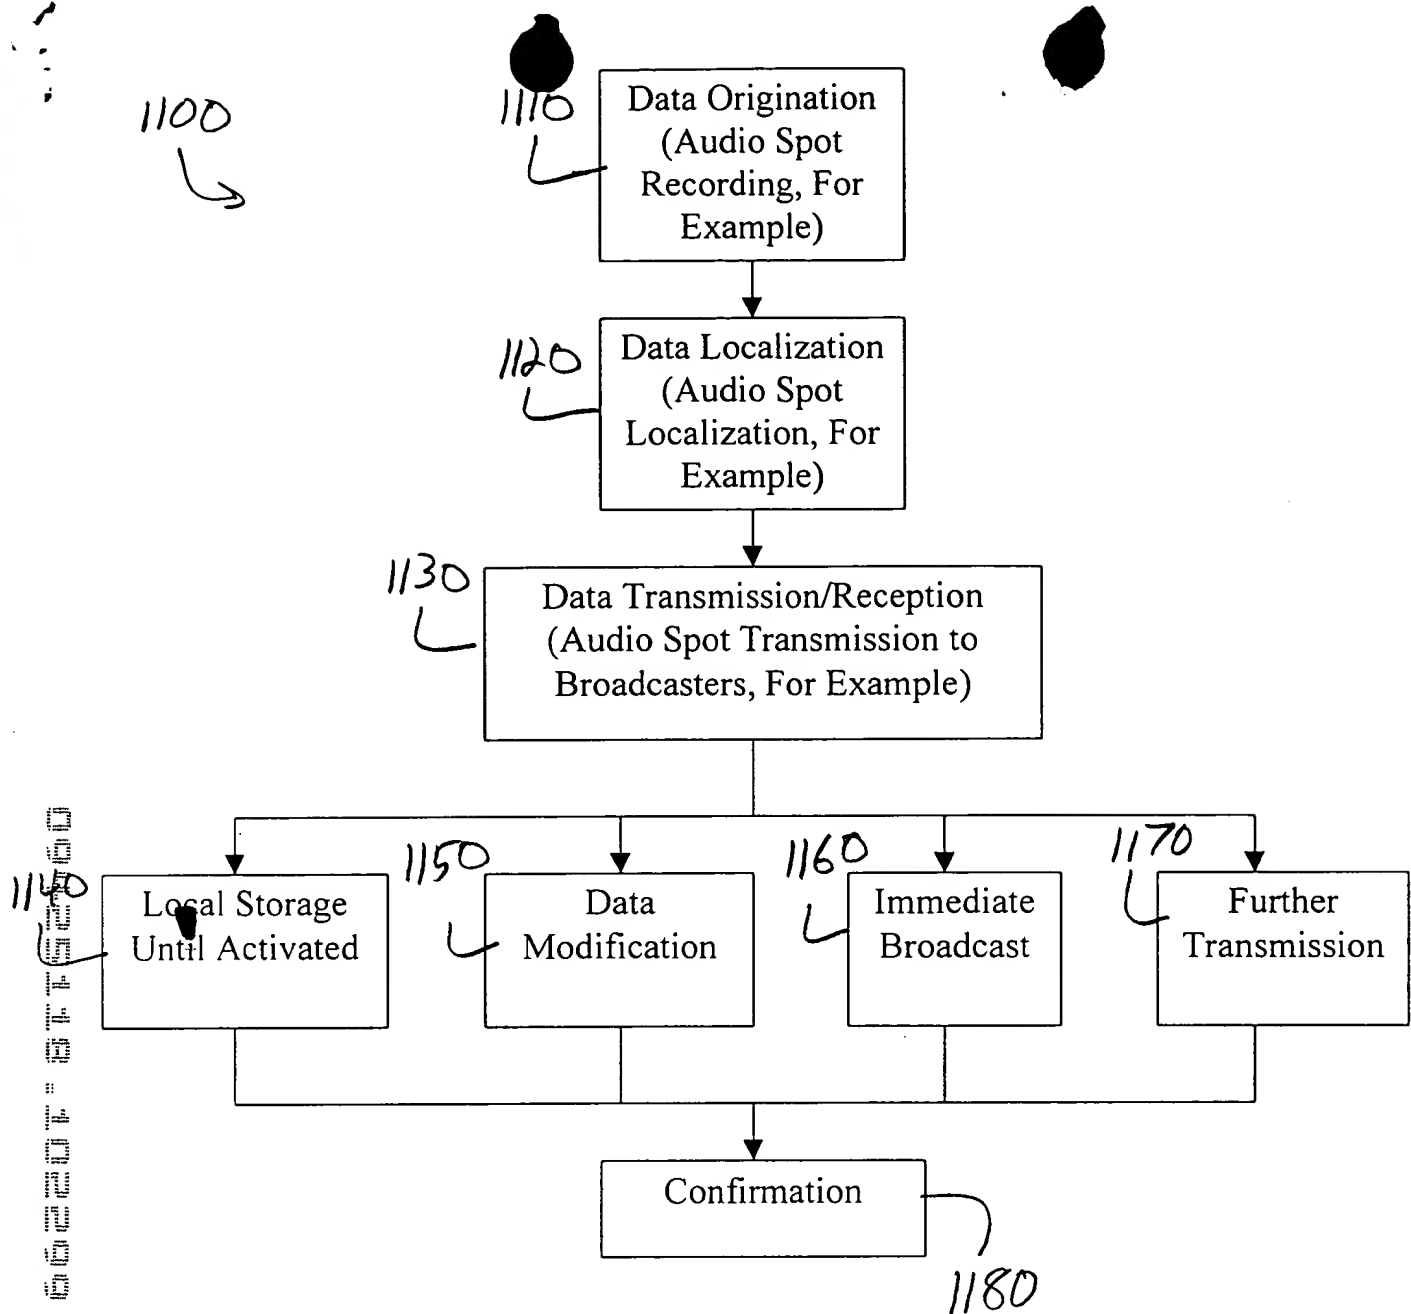 1100
1110
Data Origination
(Audio Spot
Recording, For
Example)
1120
Data Localization
(Audio Spot
Localization, For
Example)
1130
Data Transmission/Reception
(Audio Spot Transmission to
Broadcasters, For Example)
1140
Local Storage
Until Activated
1150
Data
Modification
1160
Immediate
Broadcast
1170
Further
Transmission
Confirmation
1180